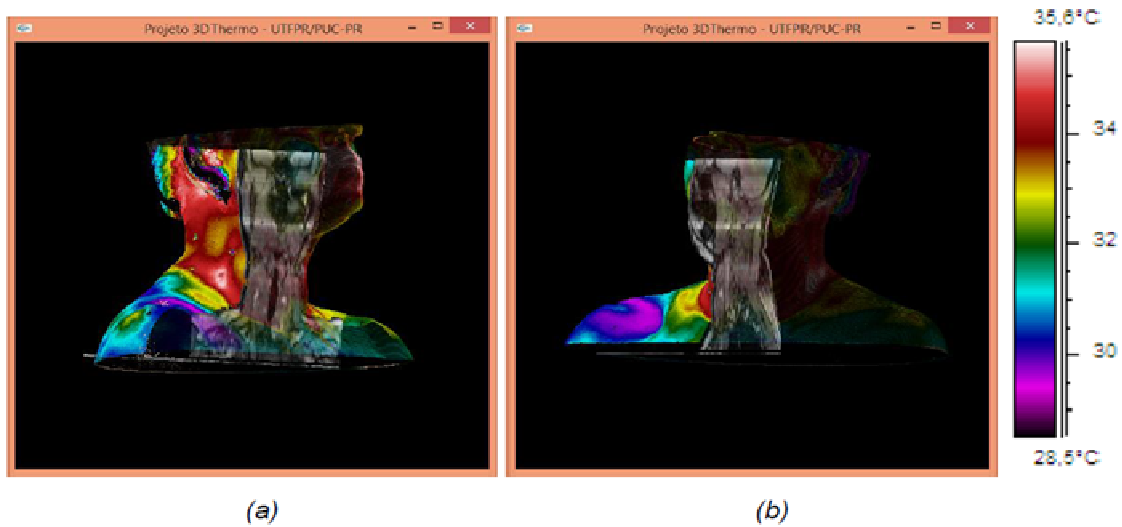 Projeto 3DThermo - UTFPR/PUC-PR
Projeto 3DThermo - UTFPR/PUC-PR
35,6°C
34
32
30
28,5°C
(a)
(b)